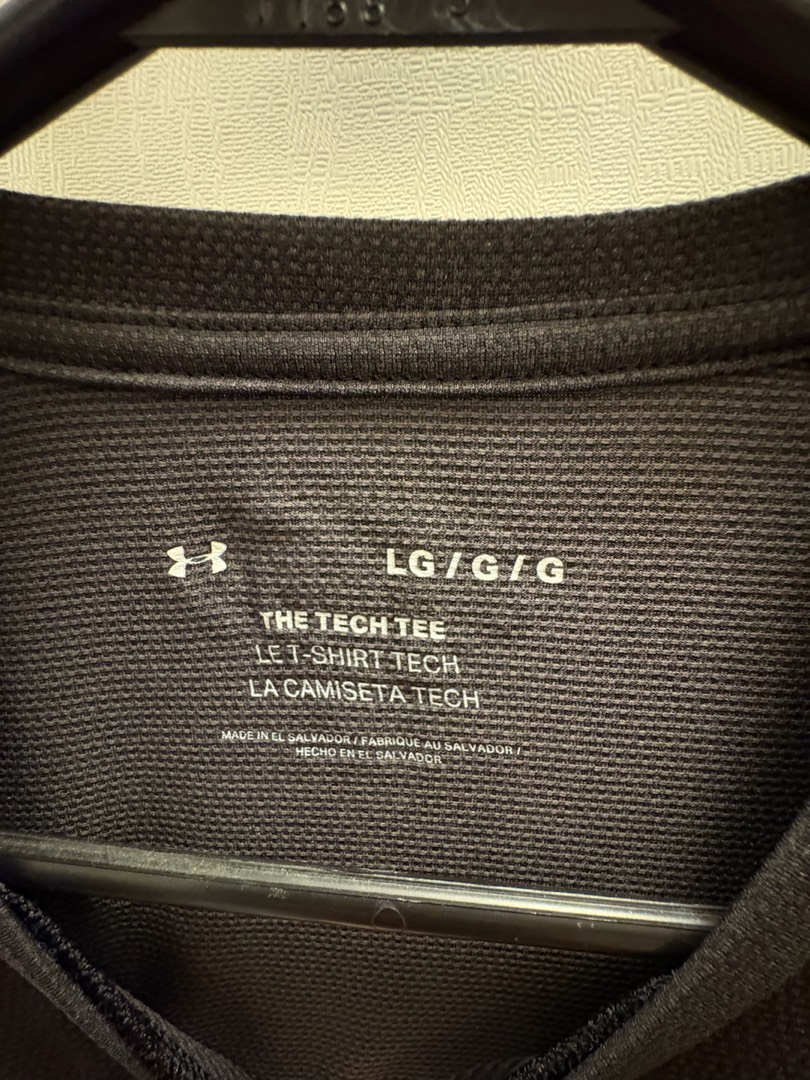 LG / G / G
THE TECH TEE
LE T-SHIRT TECH
LA CAMISETA TECH
MADE IN EL SALVADOR / FABRIQUE AU SALVADOR /
HECHO EN EL SALVADOR